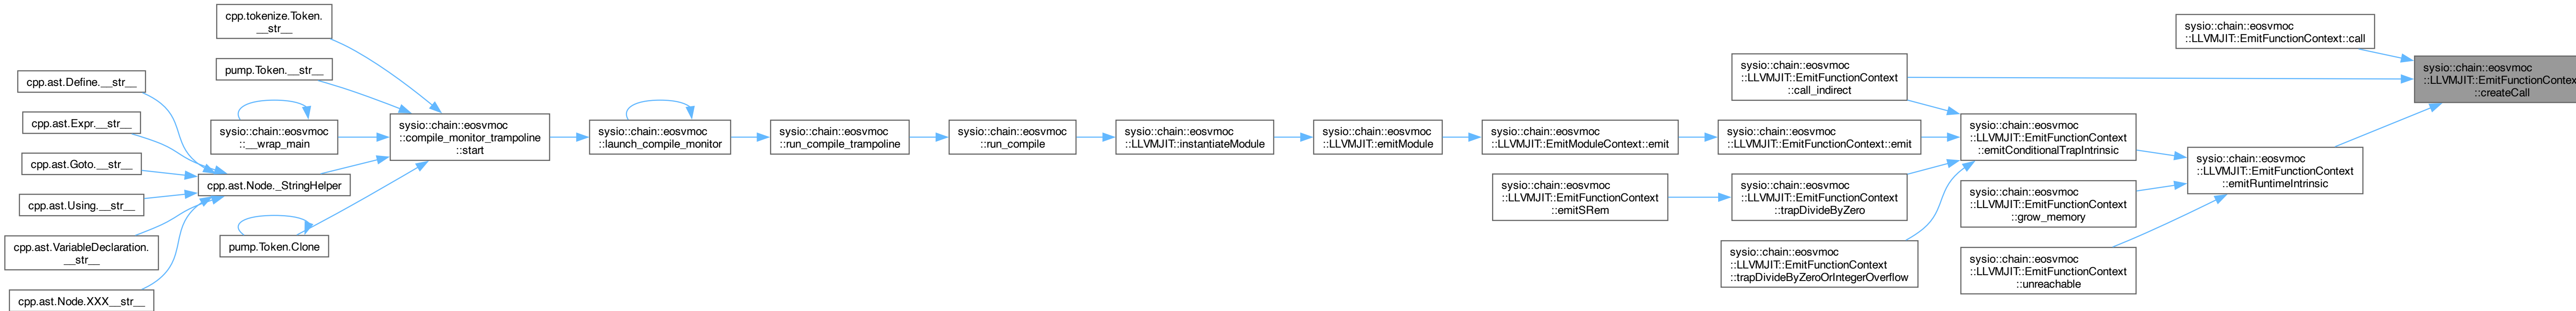 cpp.ast.Define.__str__
cpp.ast.Expr.__str__
cpp.ast.Goto.__str__
cpp.ast.Using.__str__
cpp.ast.VariableDeclaration.
__str__
cpp.ast.Node.XXX__str__
cpp.tokenize.Token.
__str__
pump.Token.__str__
sysio::chain::eosvmoc
::__wrap_main
cpp.ast.Node._StringHelper
pump.Token.Clone
sysio::chain::eosvmoc
::compile_monitor_trampoline
::start
sysio::chain::eosvmoc
::launch_compile_monitor
sysio::chain::eosvmoc
::run_compile_trampoline
sysio::chain::eosvmoc
::run_compile
sysio::chain::eosvmoc
::LLVMJIT::instantiateModule
sysio::chain::eosvmoc
::LLVMJIT::emitModule
sysio::chain::eosvmoc
::LLVMJIT::EmitModuleContext::emit
sysio::chain::eosvmoc
::LLVMJIT::EmitFunctionContext
::emitSRem
sysio::chain::eosvmoc
::LLVMJIT::EmitFunctionContext
::call_indirect
sysio::chain::eosvmoc
::LLVMJIT::EmitFunctionContext::emit
sysio::chain::eosvmoc
::LLVMJIT::EmitFunctionContext
::trapDivideByZero
sysio::chain::eosvmoc
::LLVMJIT::EmitFunctionContext
::trapDivideByZeroOrIntegerOverflow
sysio::chain::eosvmoc
::LLVMJIT::EmitFunctionContext
::emitConditionalTrapIntrinsic
sysio::chain::eosvmoc
::LLVMJIT::EmitFunctionContext
::grow_memory
sysio::chain::eosvmoc
::LLVMJIT::EmitFunctionContext
::unreachable
sysio::chain::eosvmoc
::LLVMJIT::EmitFunctionContext::call
sysio::chain::eosvmoc
::LLVMJIT::EmitFunctionContext
::emitRuntimeIntrinsic
sysio::chain::eosvmoc
::LLVMJIT::EmitFunctionContext
::createCall